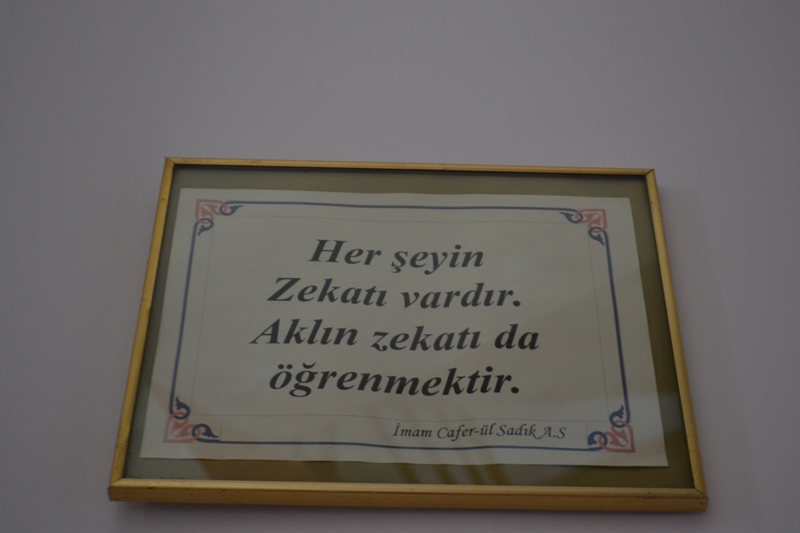 Her şeyin
Zekatı vardır.
Aklın zekatı da
öğrenmektir.
İmam Cafer-ül Sadık A.S